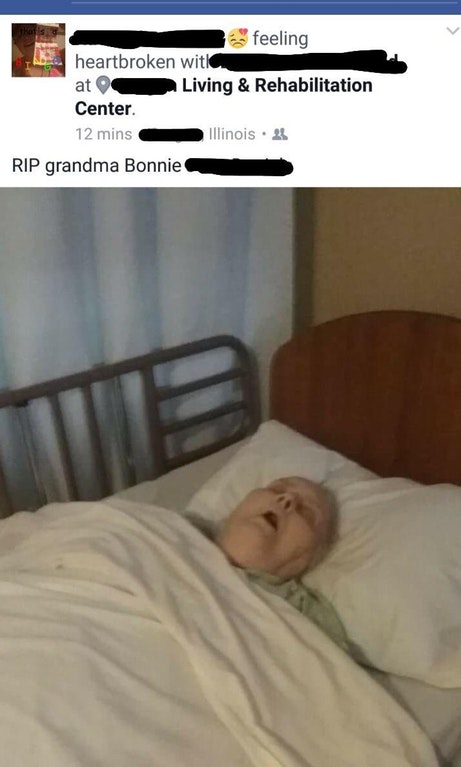 feeling
heartbroken with
at Living & Rehabilitation
Center.
12 mins Illinois
RIP grandma Bonnie